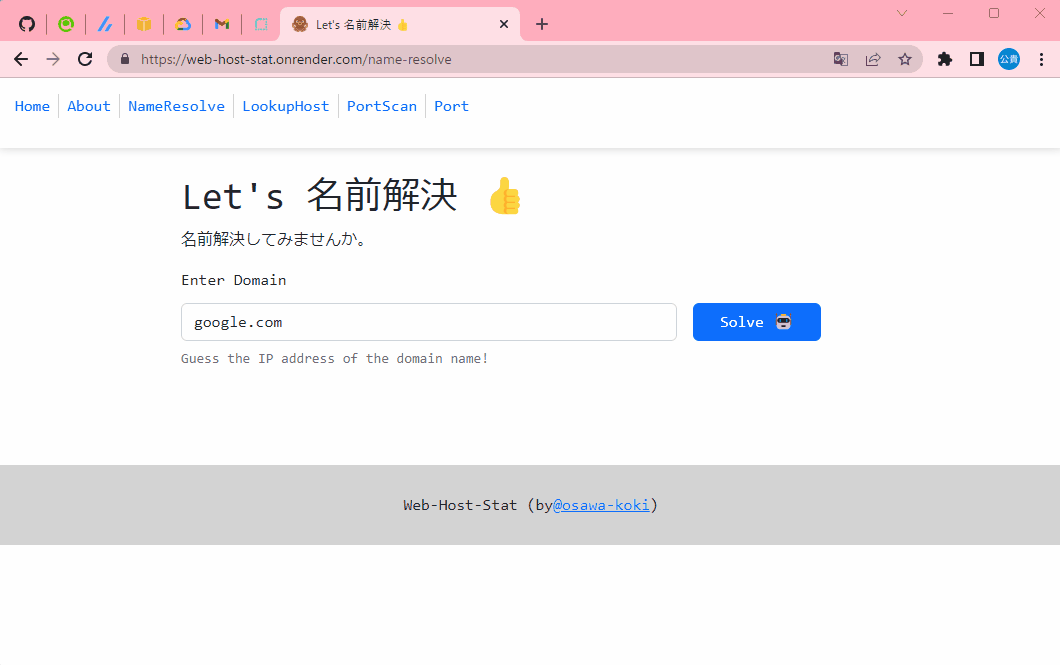 Let's 名前解決 👍
https://web-host-stat.onrender.com/name-resolve
公貴
Home About NameResolve LookupHost PortScan Port
Let's 名前解決 👍
名前解決してみませんか。
Enter Domain
google.com
Solve 🤖
Guess the IP address of the domain name!
Web-Host-Stat (by@osawa-koki)